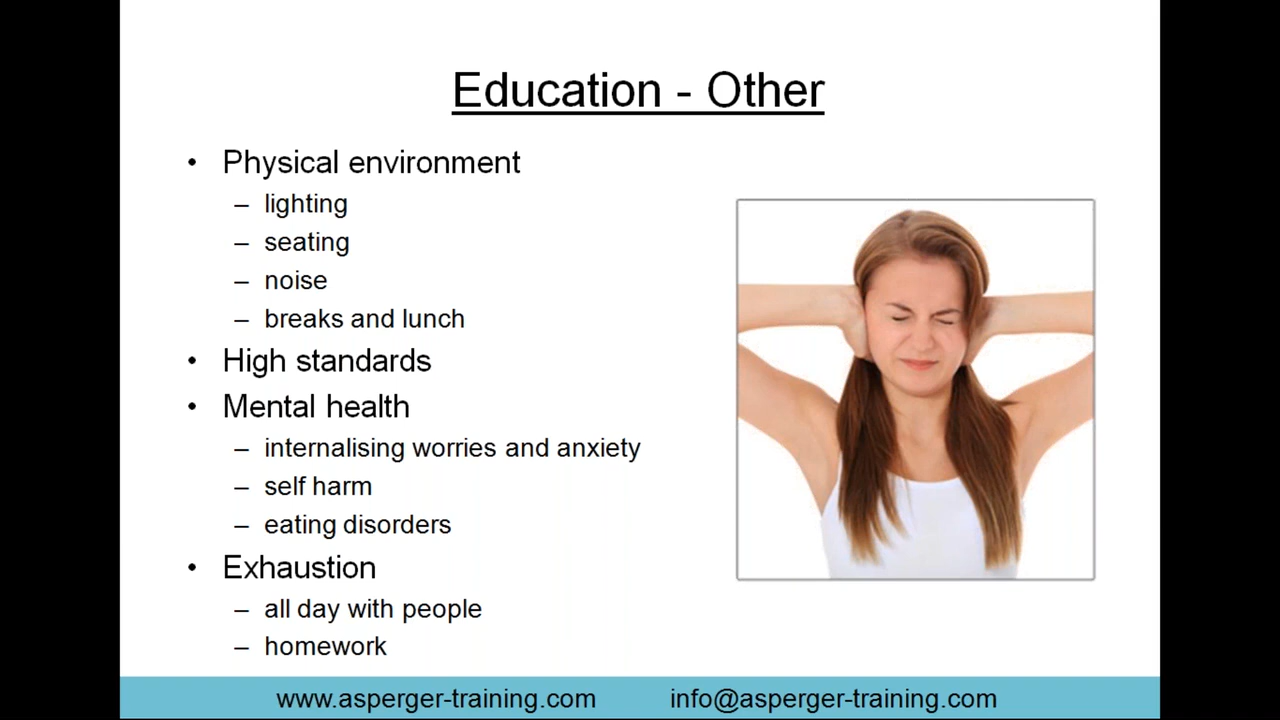 Education - Other
• Physical environment
– lighting
– seating
– noise
– breaks and lunch
• High standards
• Mental health
– internalising worries and anxiety
– self harm
– eating disorders
• Exhaustion
– all day with people
– homework
www.asperger-training.com info@asperger-training.com